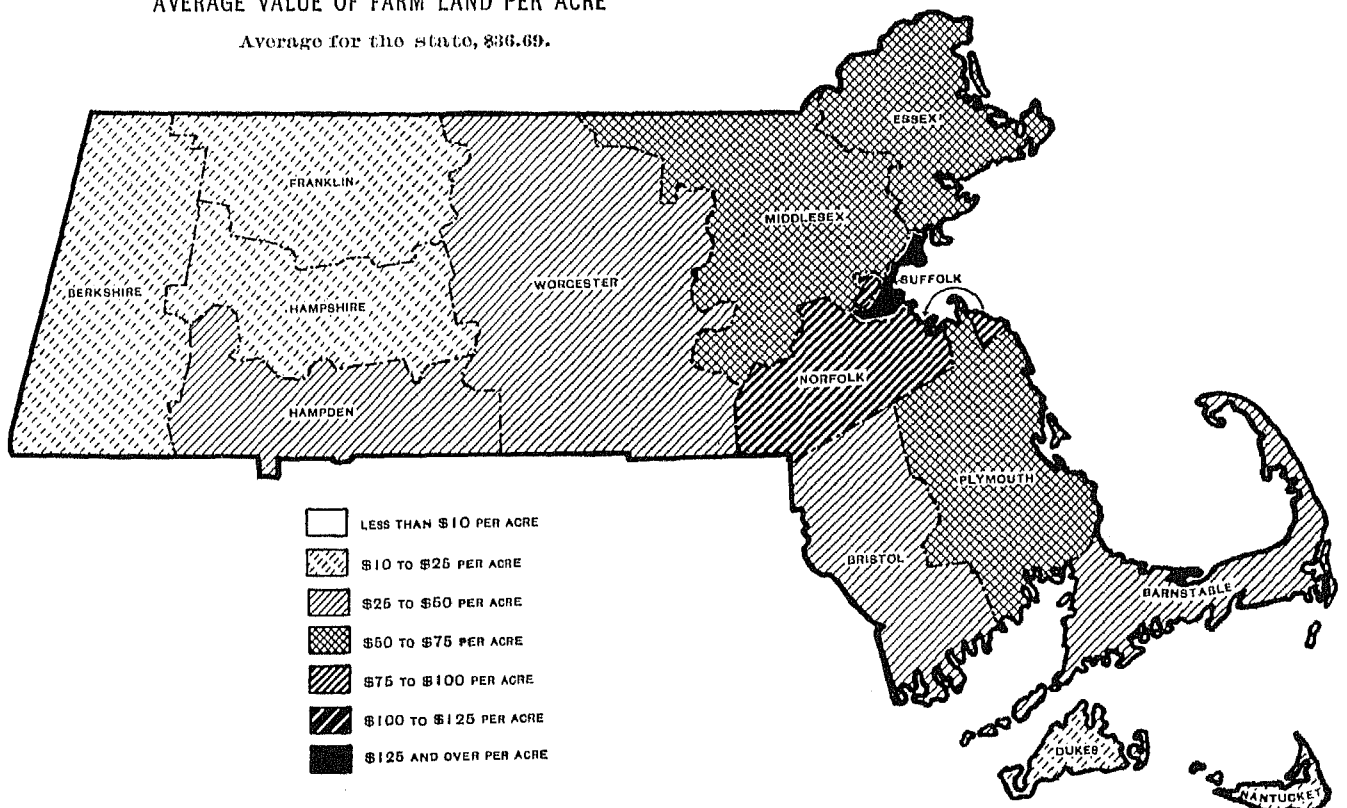 AVERAGE VALUE OF FARM LAND PER ACRE
Average for the state, $36.69.
ESSEX
FRANKLIN
MIDDLESEX
BERKSHIRE
HAMPSHIRE
WORCESTER
SUFFOLK
NORFOLK
HAMPDEN
PLYMOUTH
BRISTOL
BARNSTABLE
DUKES
NANTUCKET
LESS THAN $10 PER ACRE
$10 TO $25 PER ACRE
$25 TO $50 PER ACRE
$50 TO $75 PER ACRE
$75 TO $100 PER ACRE
$100 TO $125 PER ACRE
$125 AND OVER PER ACRE